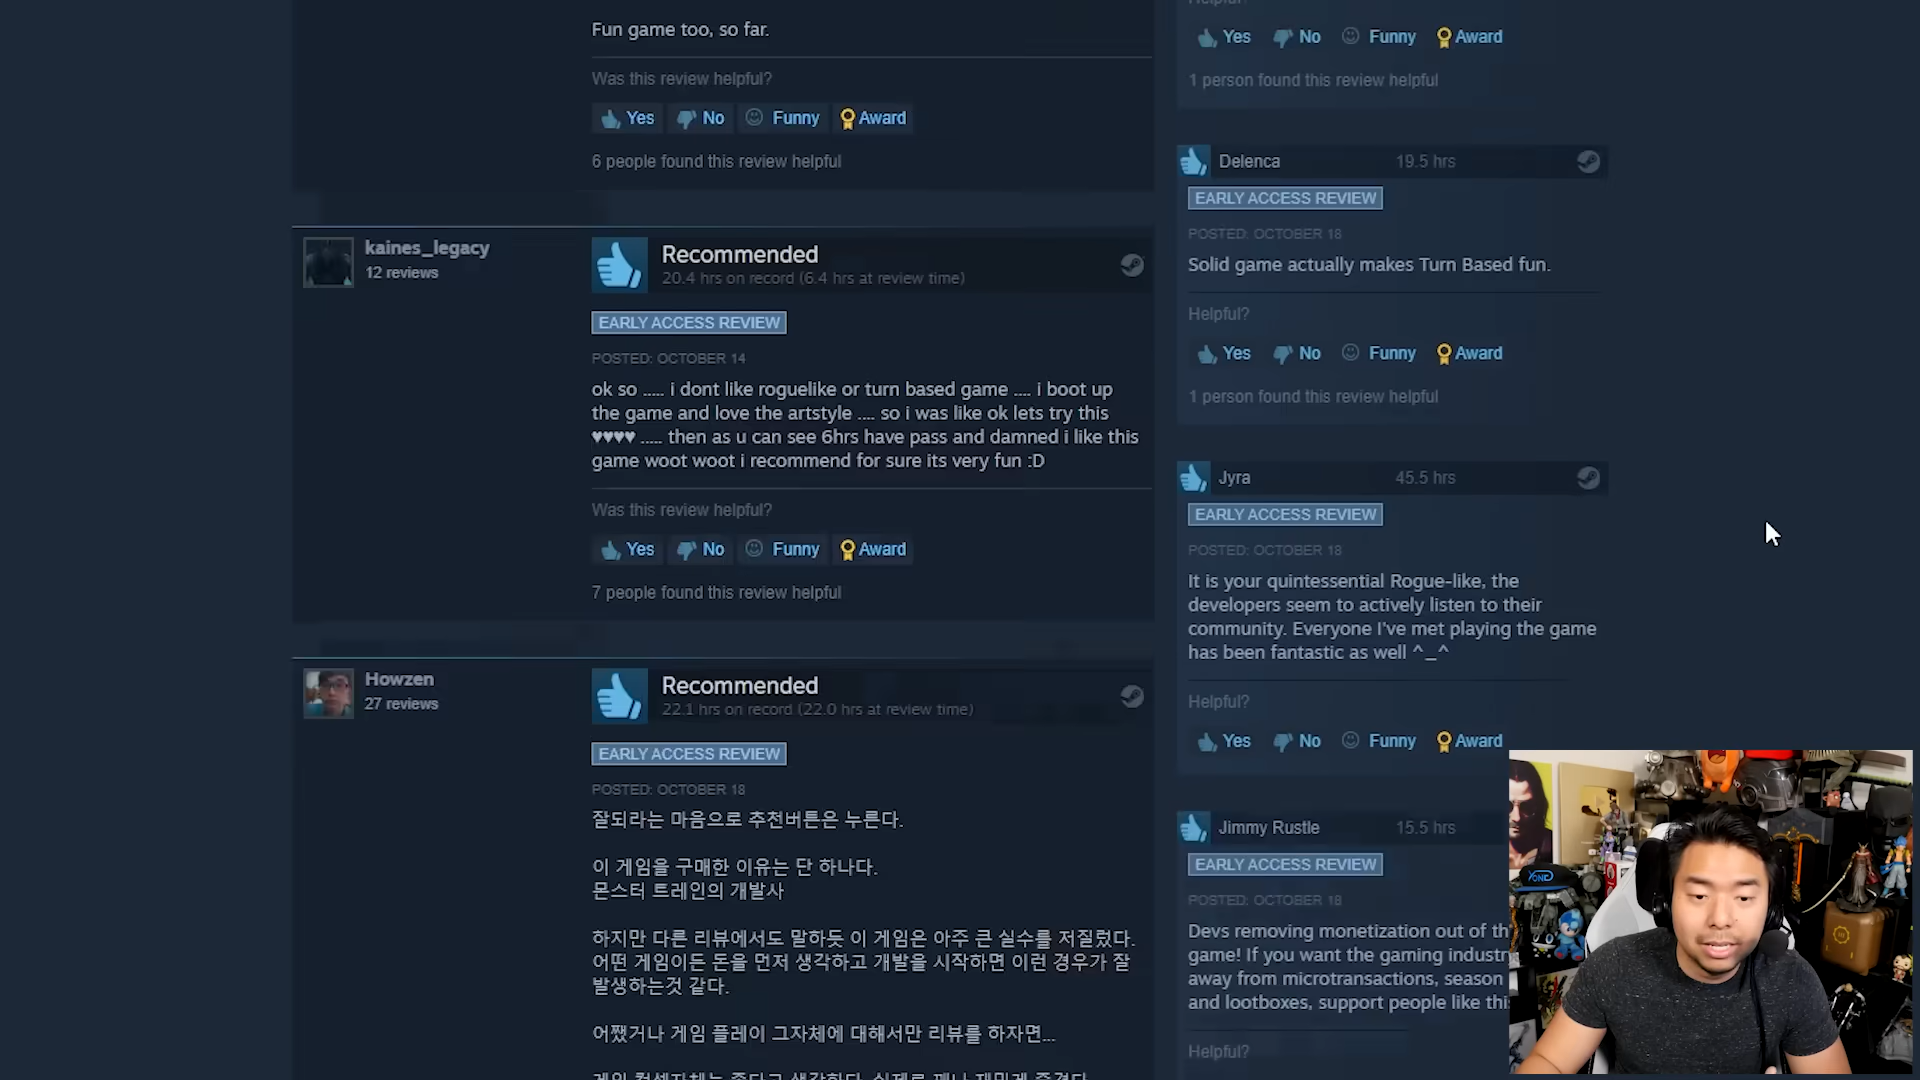 Fun game too, so far.
Was this review helpful?
Yes No Funny Award
6 people found this review helpful
kaines_legacy
12 reviews
Recommended
20.4 hrs on record (6.4 hrs at review time)
EARLY ACCESS REVIEW
POSTED: OCTOBER 14
ok so ..... i dont like roguelike or turn based game .... i boot up
the game and love the artstyle .... so i was like ok lets try this
♥♥♥♥ ..... then as u can see 6hrs have pass and damned i like this
game woot woot i recommend for sure its very fun :D
Was this review helpful?
Yes No Funny Award
7 people found this review helpful
Howzen
27 reviews
Recommended
22.1 hrs on record (22.0 hrs at review time)
EARLY ACCESS REVIEW
POSTED: OCTOBER 18
잘되라는 마음으로 추천버튼은 누른다.
이 게임을 구매한 이유는 단 하나다.
몬스터 트레인의 개발사
하지만 다른 리뷰에서도 말하듯 이 게임은 아주 큰 실수를 저질렀다.
어떤 게임이든 돈을 먼저 생각하고 개발을 시작하면 이런 경우가 잘
발생하는것 같다.
어쨌거나 게임 플레이 그자체에 대해서만 리뷰를 하자면...
Helpful?
Yes No Funny Award
1 person found this review helpful
Delenca 19.5 hrs
EARLY ACCESS REVIEW
POSTED: OCTOBER 18
Solid game actually makes Turn Based fun.
Helpful?
Yes No Funny Award
1 person found this review helpful
Jyra 45.5 hrs
EARLY ACCESS REVIEW
POSTED: OCTOBER 18
It is your quintessential Rogue-like, the
developers seem to actively listen to their
community. Everyone I've met playing the game
has been fantastic as well ^_^
Helpful?
Yes No Funny Award
Jimmy Rustle 15.5 hrs
EARLY ACCESS REVIEW
POSTED: OCTOBER 18
Devs removing monetization out of th
game! If you want the gaming industr
away from microtransactions, season
and lootboxes, support people like thi
Helpful?